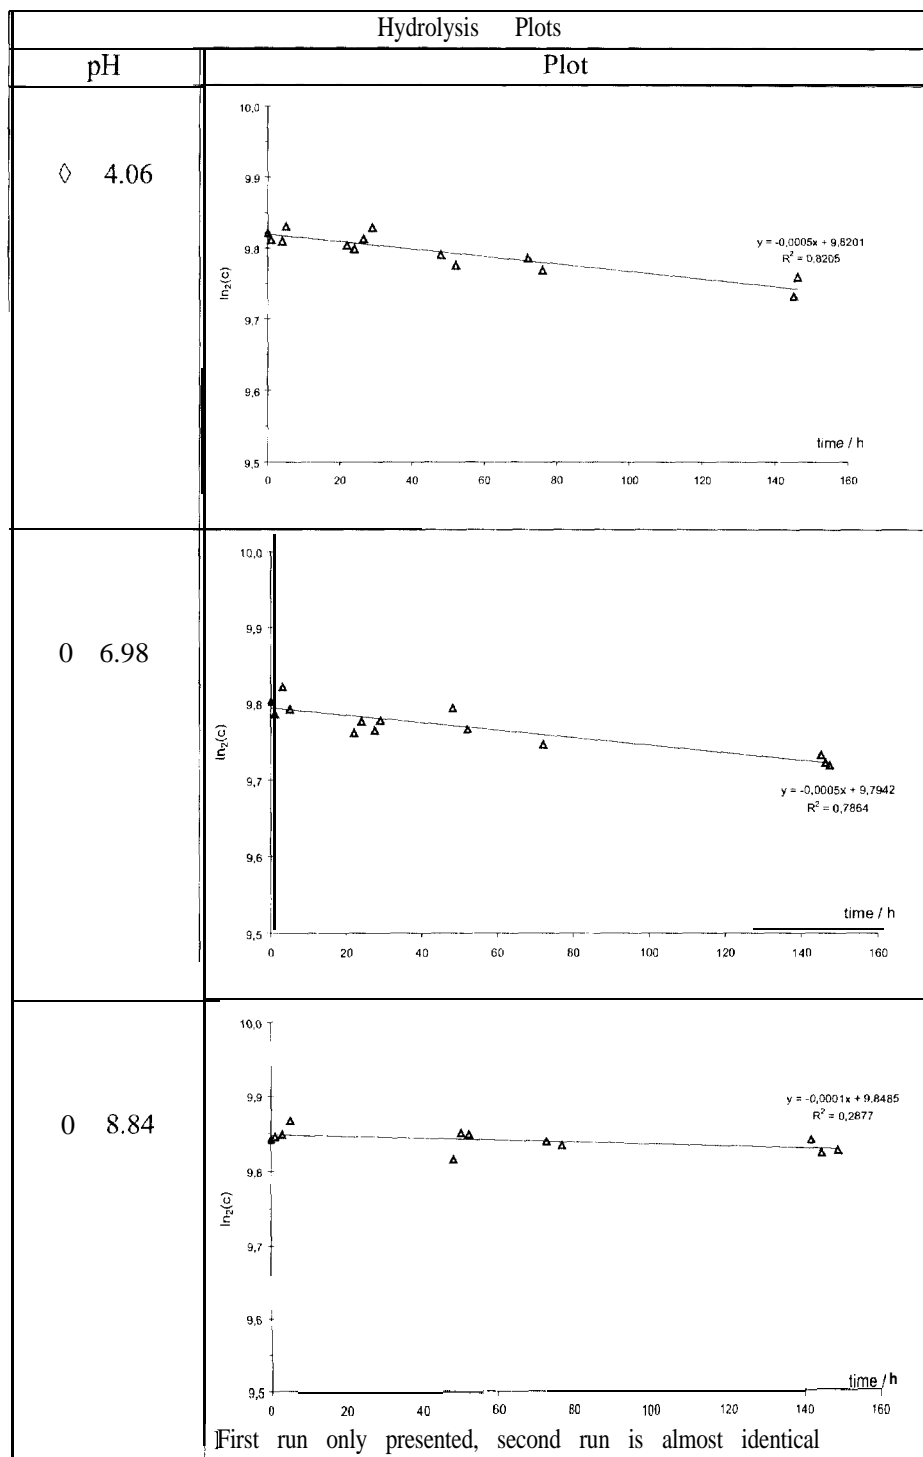 Hydrolysis Plots
pH Plot
10,0
◊ 4.06
9,9
y = -0,0005x + 9,8201
R² = 0,8205
9,8
ln₂(c)
9,7
9,6
time / h
9,5
0 20 40 60 80 100 120 140 160
10,0
9,9
0 6.98
9,8
ln₂(c)
9,7
y = -0,0005x + 9,7942
R² = 0,7864
9,6
time / h
9,5
0 20 40 60 80 100 120 140 160
10,0
9,9
y = -0,0001x + 9,8485
R² = 0,2877
0 8.84
9,8
ln₂(c)
9,7
9,6
time / h
9,5
0 20 40 60 80 100 120 140 160
First run only presented, second run is almost identical